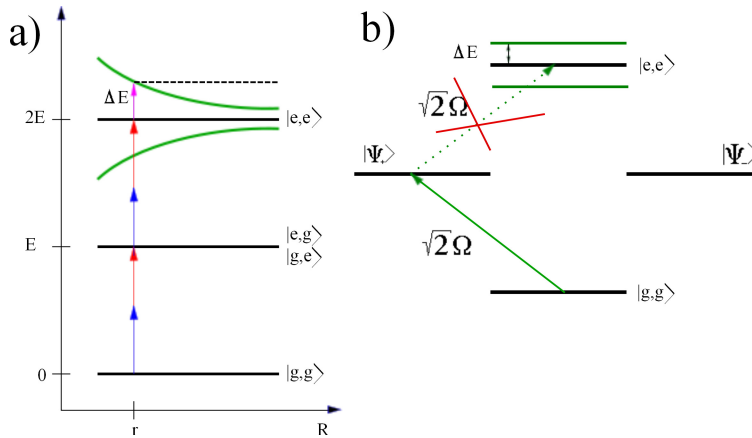 a)
ΔE
2E
|e,e⟩
E
|e,g⟩
|g,e⟩
0
|g,g⟩
r
R
b)
ΔE
|e,e⟩
√2Ω
|Ψ₊⟩
|Ψ₋⟩
√2Ω
|g,g⟩